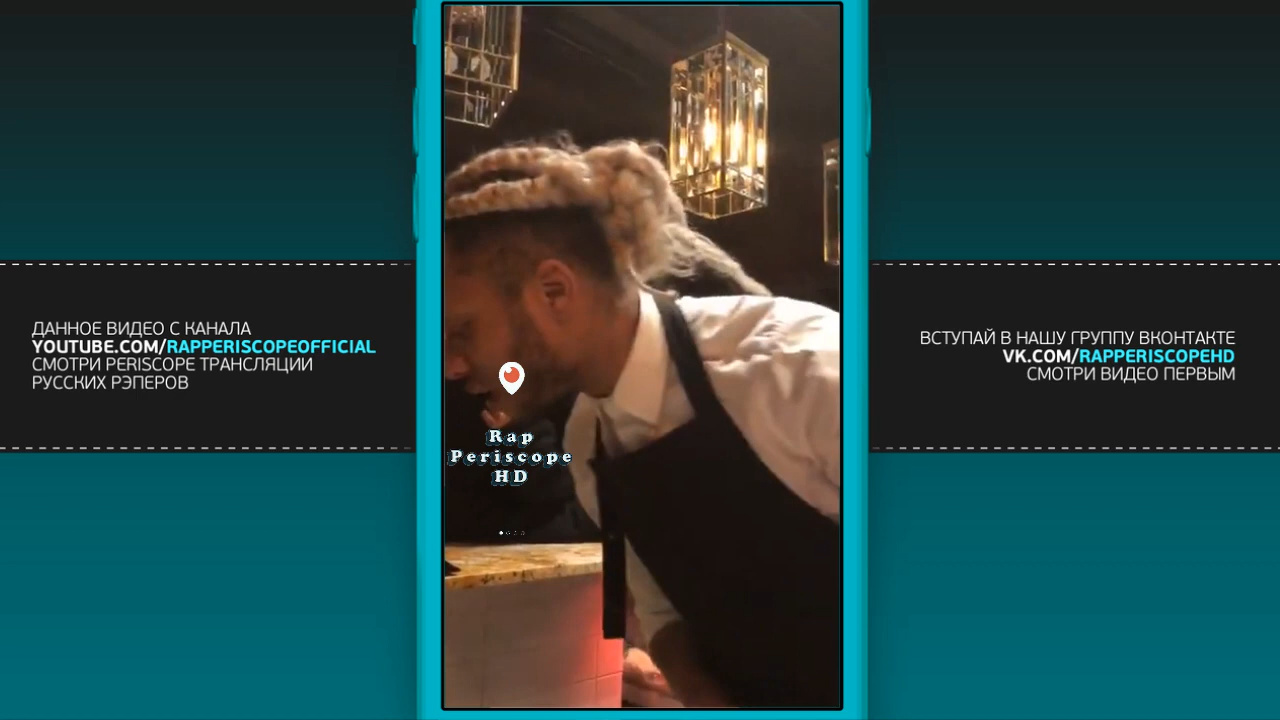 ДАННОЕ ВИДЕО С КАНАЛА
YOUTUBE.COM/RAPPERISCOPEOFFICIAL
СМОТРИ PERISCOPE ТРАНСЛЯЦИИ
РУССКИХ РЭПЕРОВ
Rap
Periscope
HD
ВСТУПАЙ В НАШУ ГРУППУ ВКОНТАКТЕ
VK.COM/RAPPERISCOPEHD
СМОТРИ ВИДЕО ПЕРВЫМ